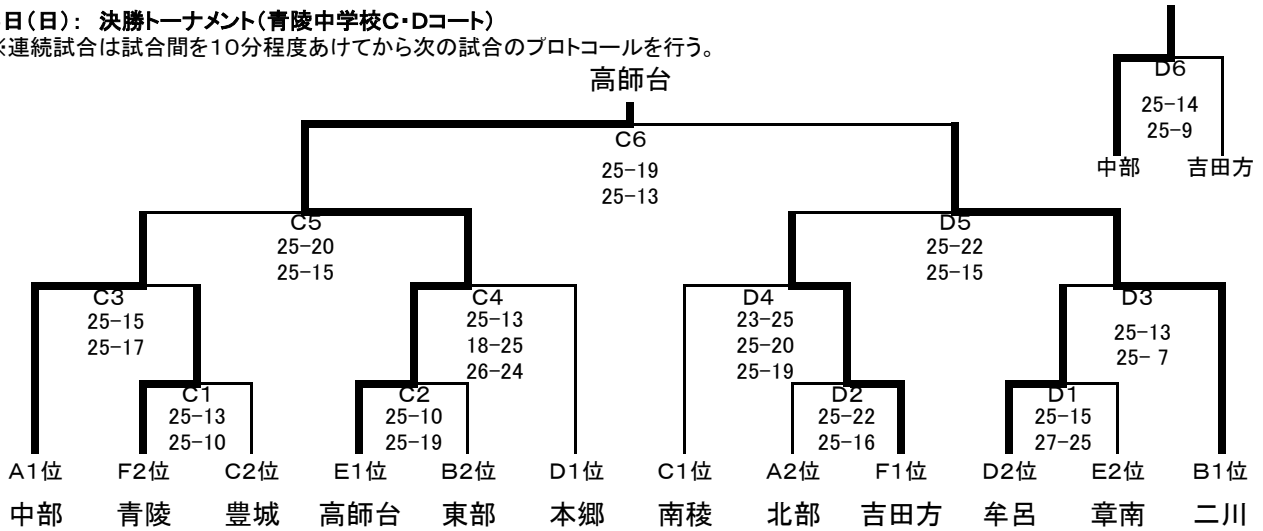 日(日): 決勝トーナメント(青陵中学校C・Dコート)
※連続試合は試合間を10分程度あけてから次の試合のプロトコールを行う。
高師台
D6
25-14
25-9
中部 吉田方
C6
25-19
25-13
C5
25-20
25-15
D5
25-22
25-15
C3
25-15
25-17
C4
25-13
18-25
26-24
D4
23-25
25-20
25-19
D3
25-13
25- 7
C1
25-13
25-10
C2
25-10
25-19
D2
25-22
25-16
D1
25-15
27-25
A1位 F2位 C2位 E1位 B2位 D1位 C1位 A2位 F1位 D2位 E2位 B1位
中部 青陵 豊城 高師台 東部 本郷 南稜 北部 吉田方 牟呂 章南 二川